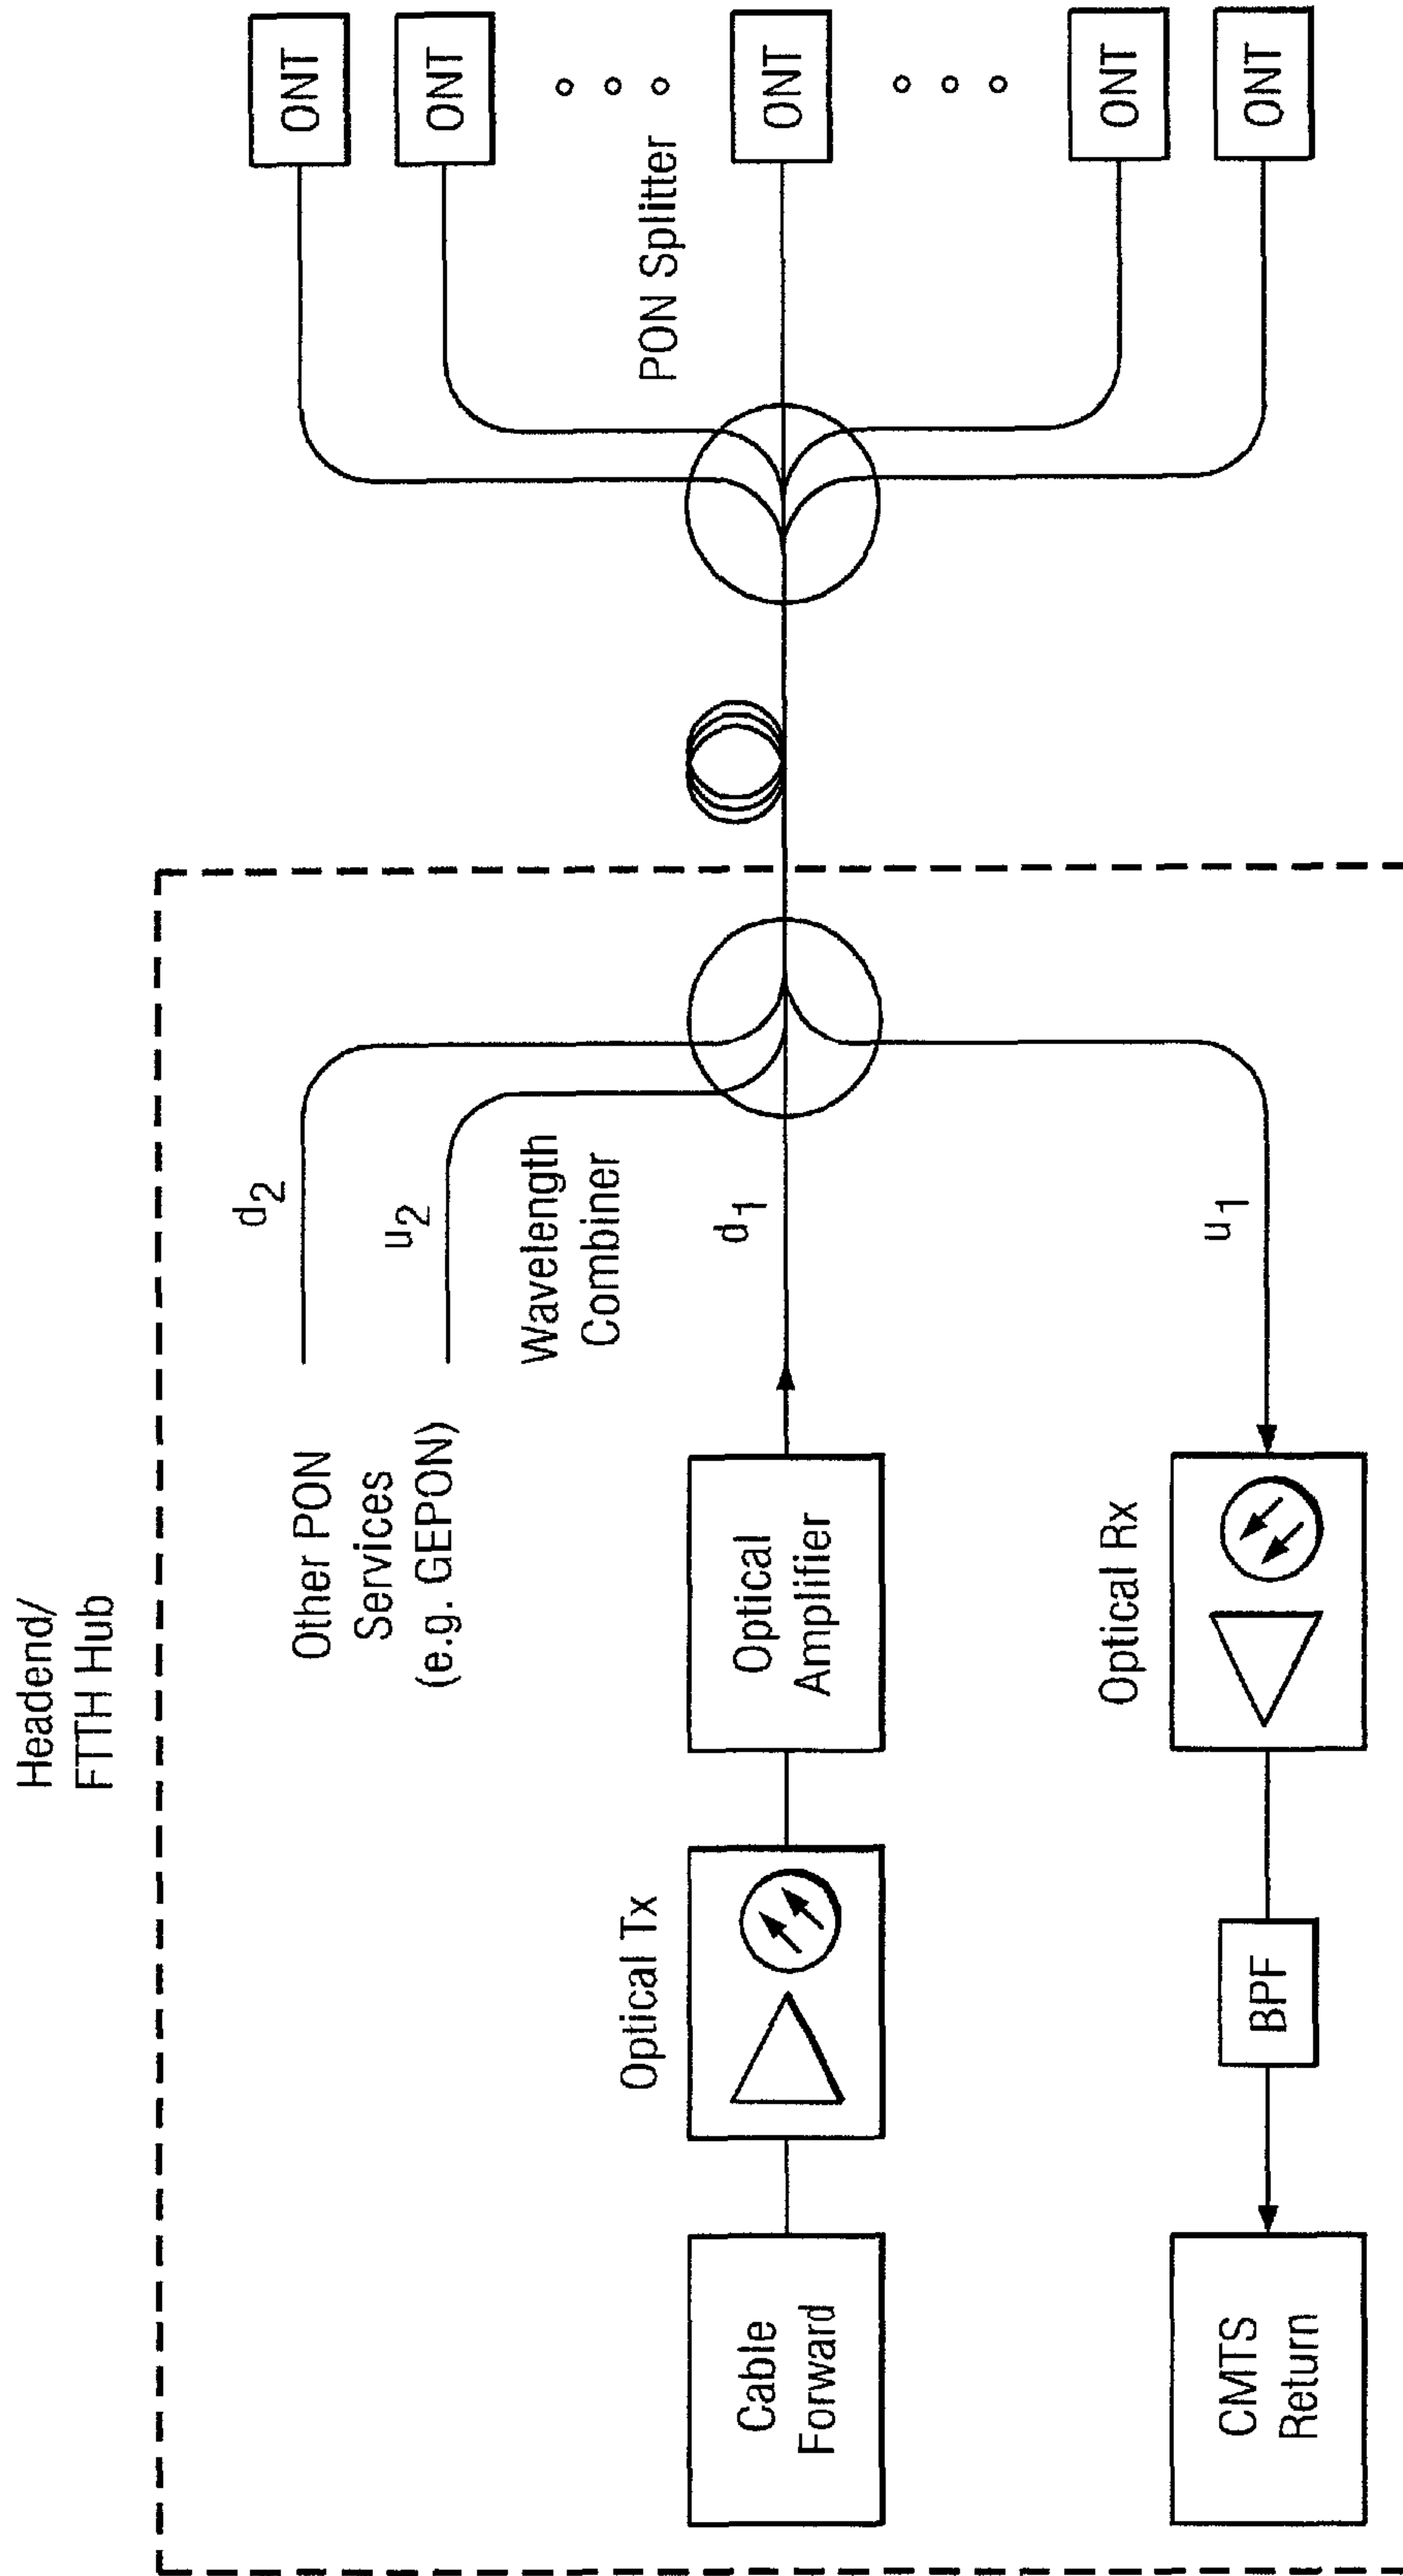 Headend/
FTTH Hub
Other PON
Services
(e.g. GEPON)
d2
u2
Wavelength
Combiner
d1
u1
Cable
Forward
Optical Tx
Optical
Amplifier
CMTS
Return
BPF
Optical Rx
PON Splitter
ONT
ONT
ONT
ONT
ONT